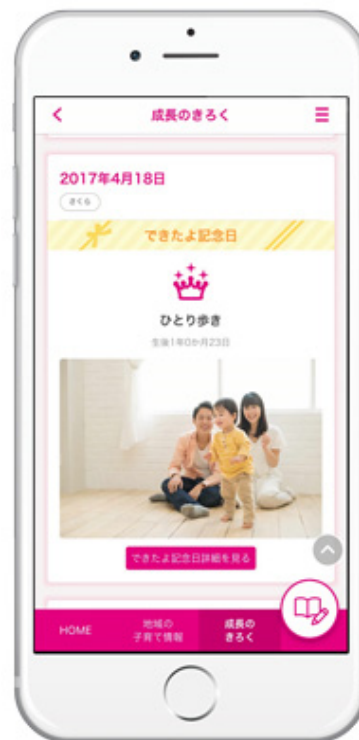 成長のきろく
2017年4月18日
さくら
できたよ記念日
ひとり歩き
生後1年0か月23日
できたよ記念日詳細を見る
HOME
地域の
子育て情報
成長の
きろく